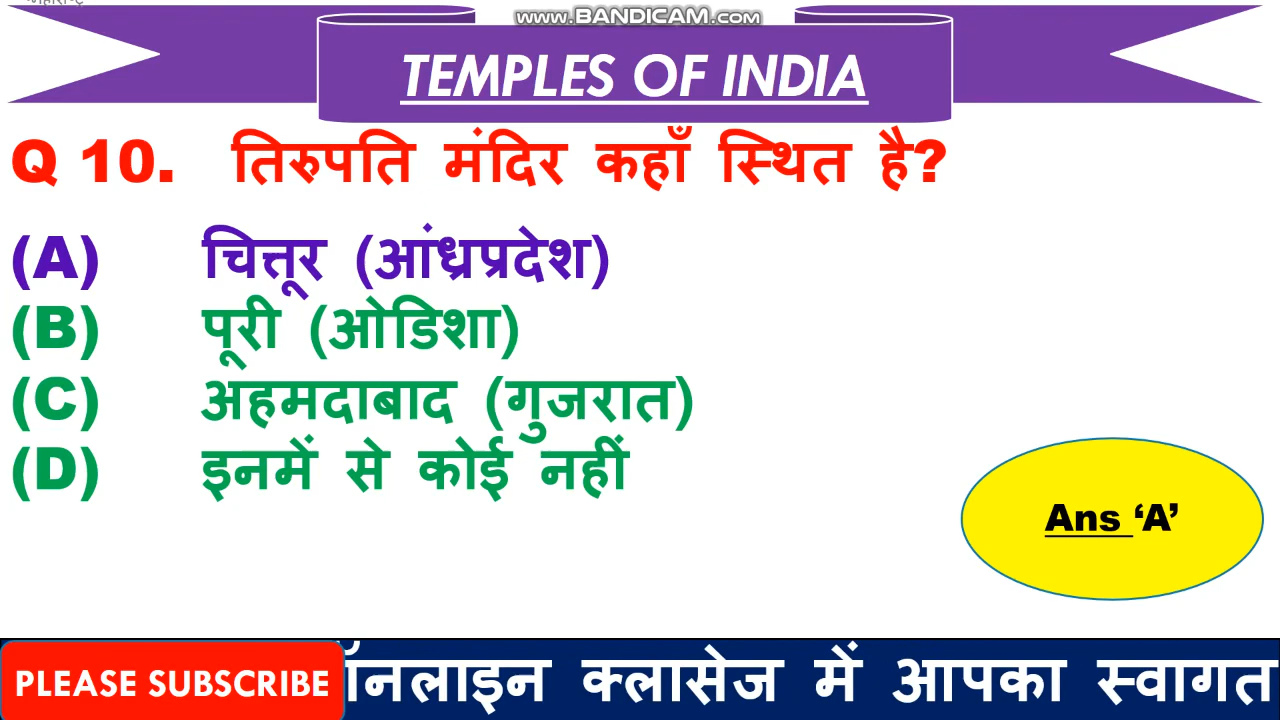 www.BANDICAM.com
TEMPLES OF INDIA
Q 10. तिरुपति मंदिर कहाँ स्थित है?
(A) चित्तूर (आंध्रप्रदेश)
(B) पूरी (ओडिशा)
(C) अहमदाबाद (गुजरात)
(D) इनमें से कोई नहीं
Ans ‘A’
PLEASE SUBSCRIBE
ऑनलाइन क्लासेज में आपका स्वागत